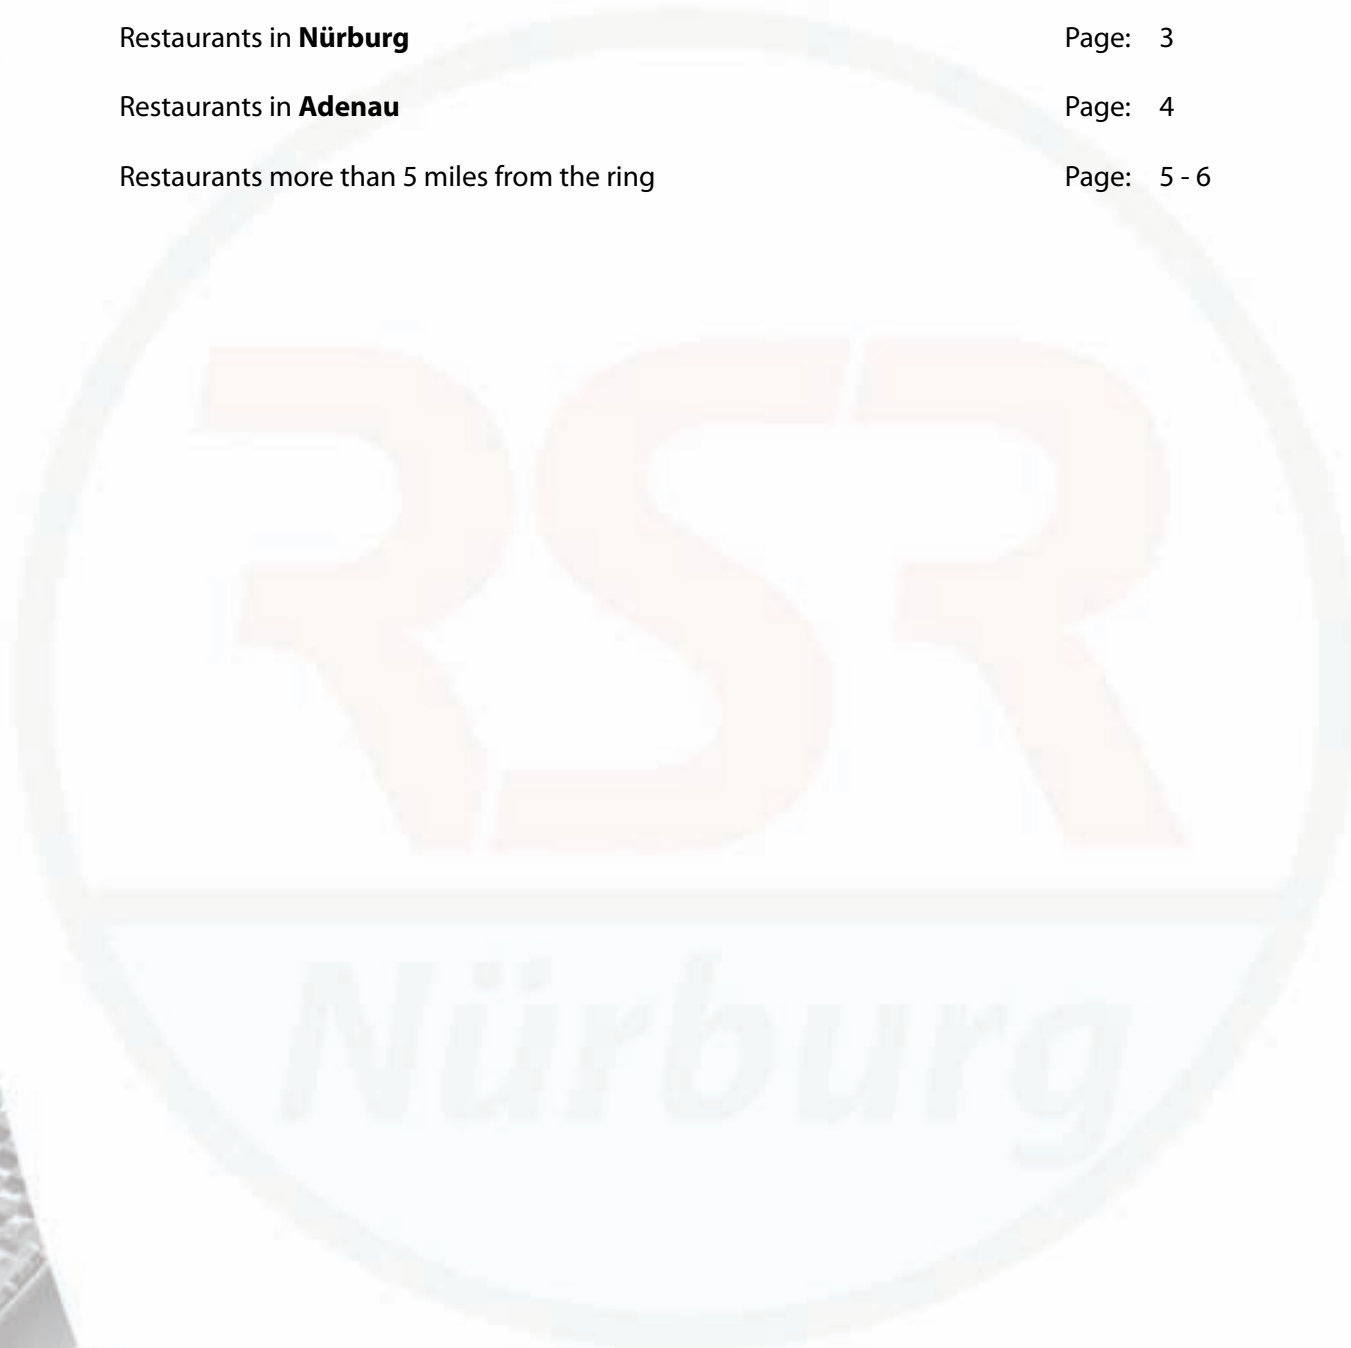 Restaurants in Nürburg Page: 3
Restaurants in Adenau Page: 4
Restaurants more than 5 miles from the ring Page: 5 - 6
RSR
Nürburg